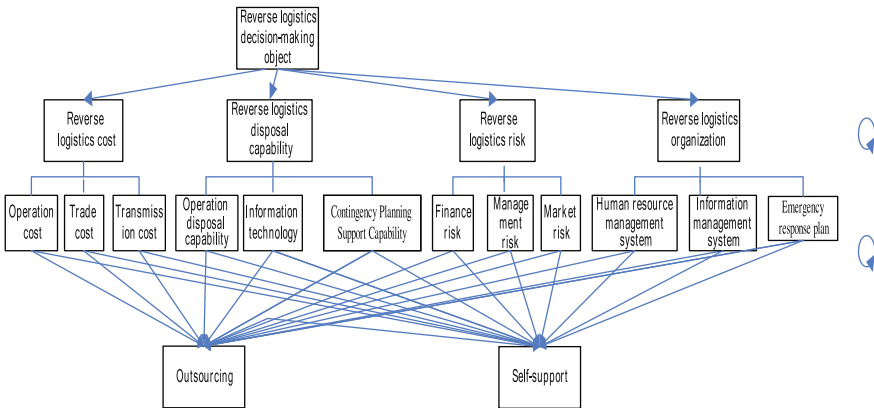 Reverse logistics
decision-making
object
Reverse
logistics cost
Reverse logistics
disposal
capability
Reverse
logistics risk
Reverse logistics
organization
Operation
cost
Trade
cost
Transmiss
ion cost
Operation
disposal
capability
Information
technology
Contingency Planning
Support Capability
Finance
risk
Manage
ment
risk
Market
risk
Human resource
management
system
Information
management
system
Emergency
response plan
Outsourcing
Self-support